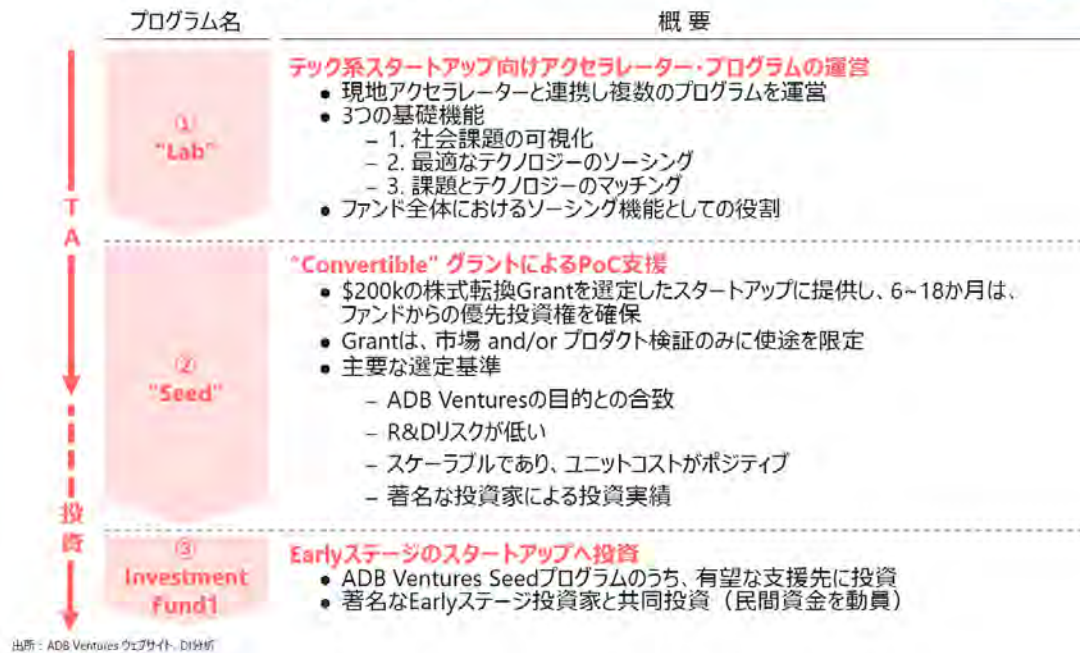 プログラム名
概要
テック系スタートアップ向けアクセラレーター・プログラムの運営
• 現地アクセラレーターと連携し複数のプログラムを運営
• 3つの基礎機能
– 1. 社会課題の可視化
– 2. 最適なテクノロジーのソーシング
– 3. 課題とテクノロジーのマッチング
• ファンド全体におけるソーシング機能としての役割
①
"Lab"
TA
"Convertible" グラントによるPoC支援
• $200kの株式転換Grantを選定したスタートアップに提供し、6~18か月は、
ファンドからの優先投資権を確保
• Grantは、市場 and/or プロダクト検証のみに使途を限定
• 主要な選定基準
– ADB Venturesの目的との合致
– R&Dリスクが低い
– スケーラブルであり、ユニットコストがポジティブ
– 著名な投資家による投資実績
②
"Seed"
投資
③
Investment
Fund1
Earlyステージのスタートアップへ投資
• ADB Ventures Seedプログラムのうち、有望な支援先に投資
• 著名なEarlyステージ投資家と共同投資（民間資金を動員）
出所：ADB Ventures ウェブサイト、DI分析